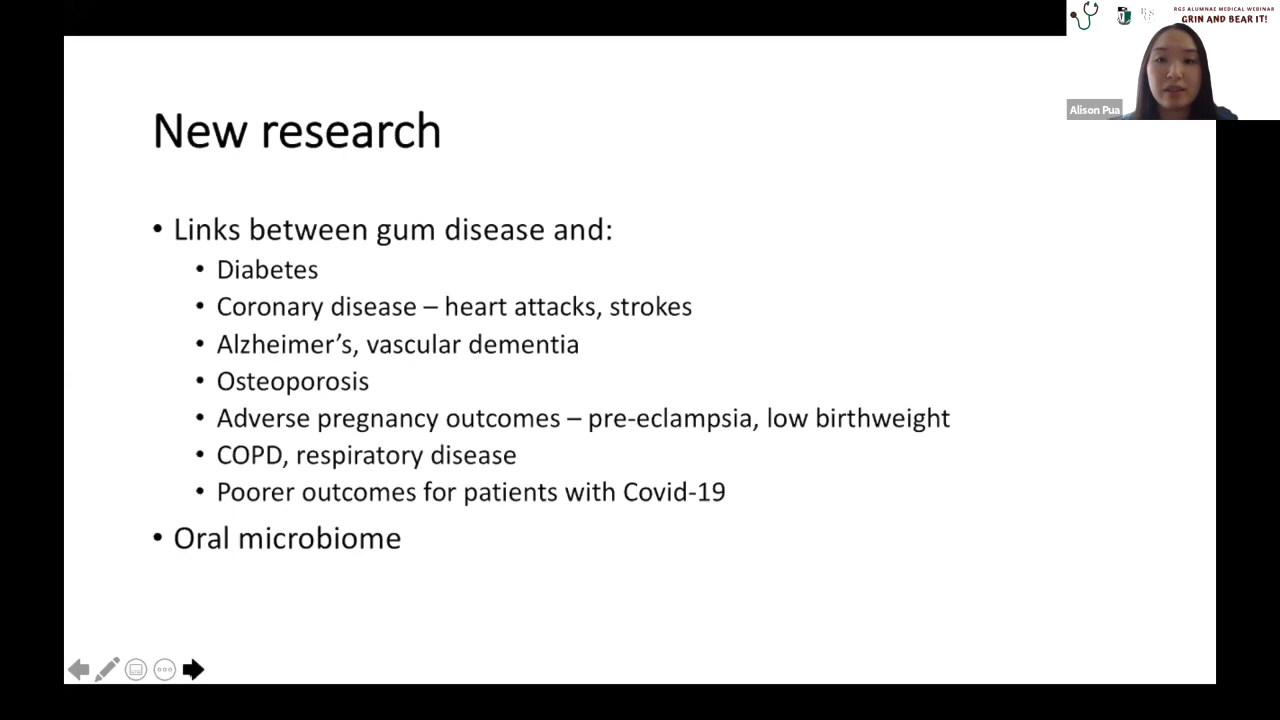 RGS ALUMNAE MEDICAL WEBINAR
GRIN AND BEAR IT!
Alison Pua
New research
• Links between gum disease and:
• Diabetes
• Coronary disease – heart attacks, strokes
• Alzheimer’s, vascular dementia
• Osteoporosis
• Adverse pregnancy outcomes – pre-eclampsia, low birthweight
• COPD, respiratory disease
• Poorer outcomes for patients with Covid-19
• Oral microbiome